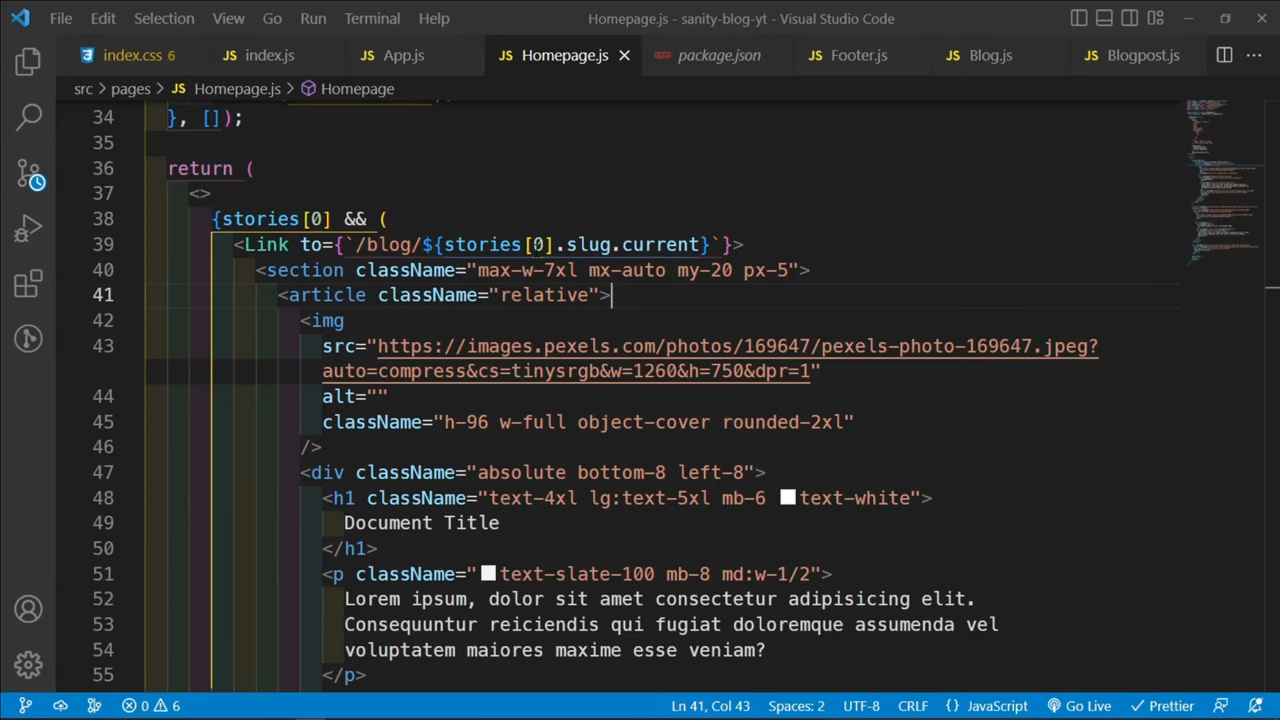 File Edit Selection View Go Run Terminal Help Homepage.js - sanity-blog-yt - Visual Studio Code
index.css 6 JS index.js JS App.js JS Homepage.js package.json JS Footer.js JS Blog.js JS Blogpost.js
src > pages > JS Homepage.js > Homepage
34 }, []);
35
36 return (
37 <>
38 {stories[0] && (
39 <Link to={`/blog/${stories[0].slug.current}`}>
40 <section className="max-w-7xl mx-auto my-20 px-5">
41 <article className="relative">
42 <img
43 src="https://images.pexels.com/photos/169647/pexels-photo-169647.jpeg?
auto=compress&cs=tinysrgb&w=1260&h=750&dpr=1"
44 alt=""
45 className="h-96 w-full object-cover rounded-2xl"
46 />
47 <div className="absolute bottom-8 left-8">
48 <h1 className="text-4xl lg:text-5xl mb-6 text-white">
49 Document Title
50 </h1>
51 <p className="text-slate-100 mb-8 md:w-1/2">
52 Lorem ipsum, dolor sit amet consectetur adipisicing elit.
53 Consequuntur reiciendis qui fugiat doloremque assumenda vel
54 voluptatem maiores maxime esse veniam?
55 </p>
0 6 Ln 41, Col 43 Spaces: 2 UTF-8 CRLF {} JavaScript Go Live Prettier